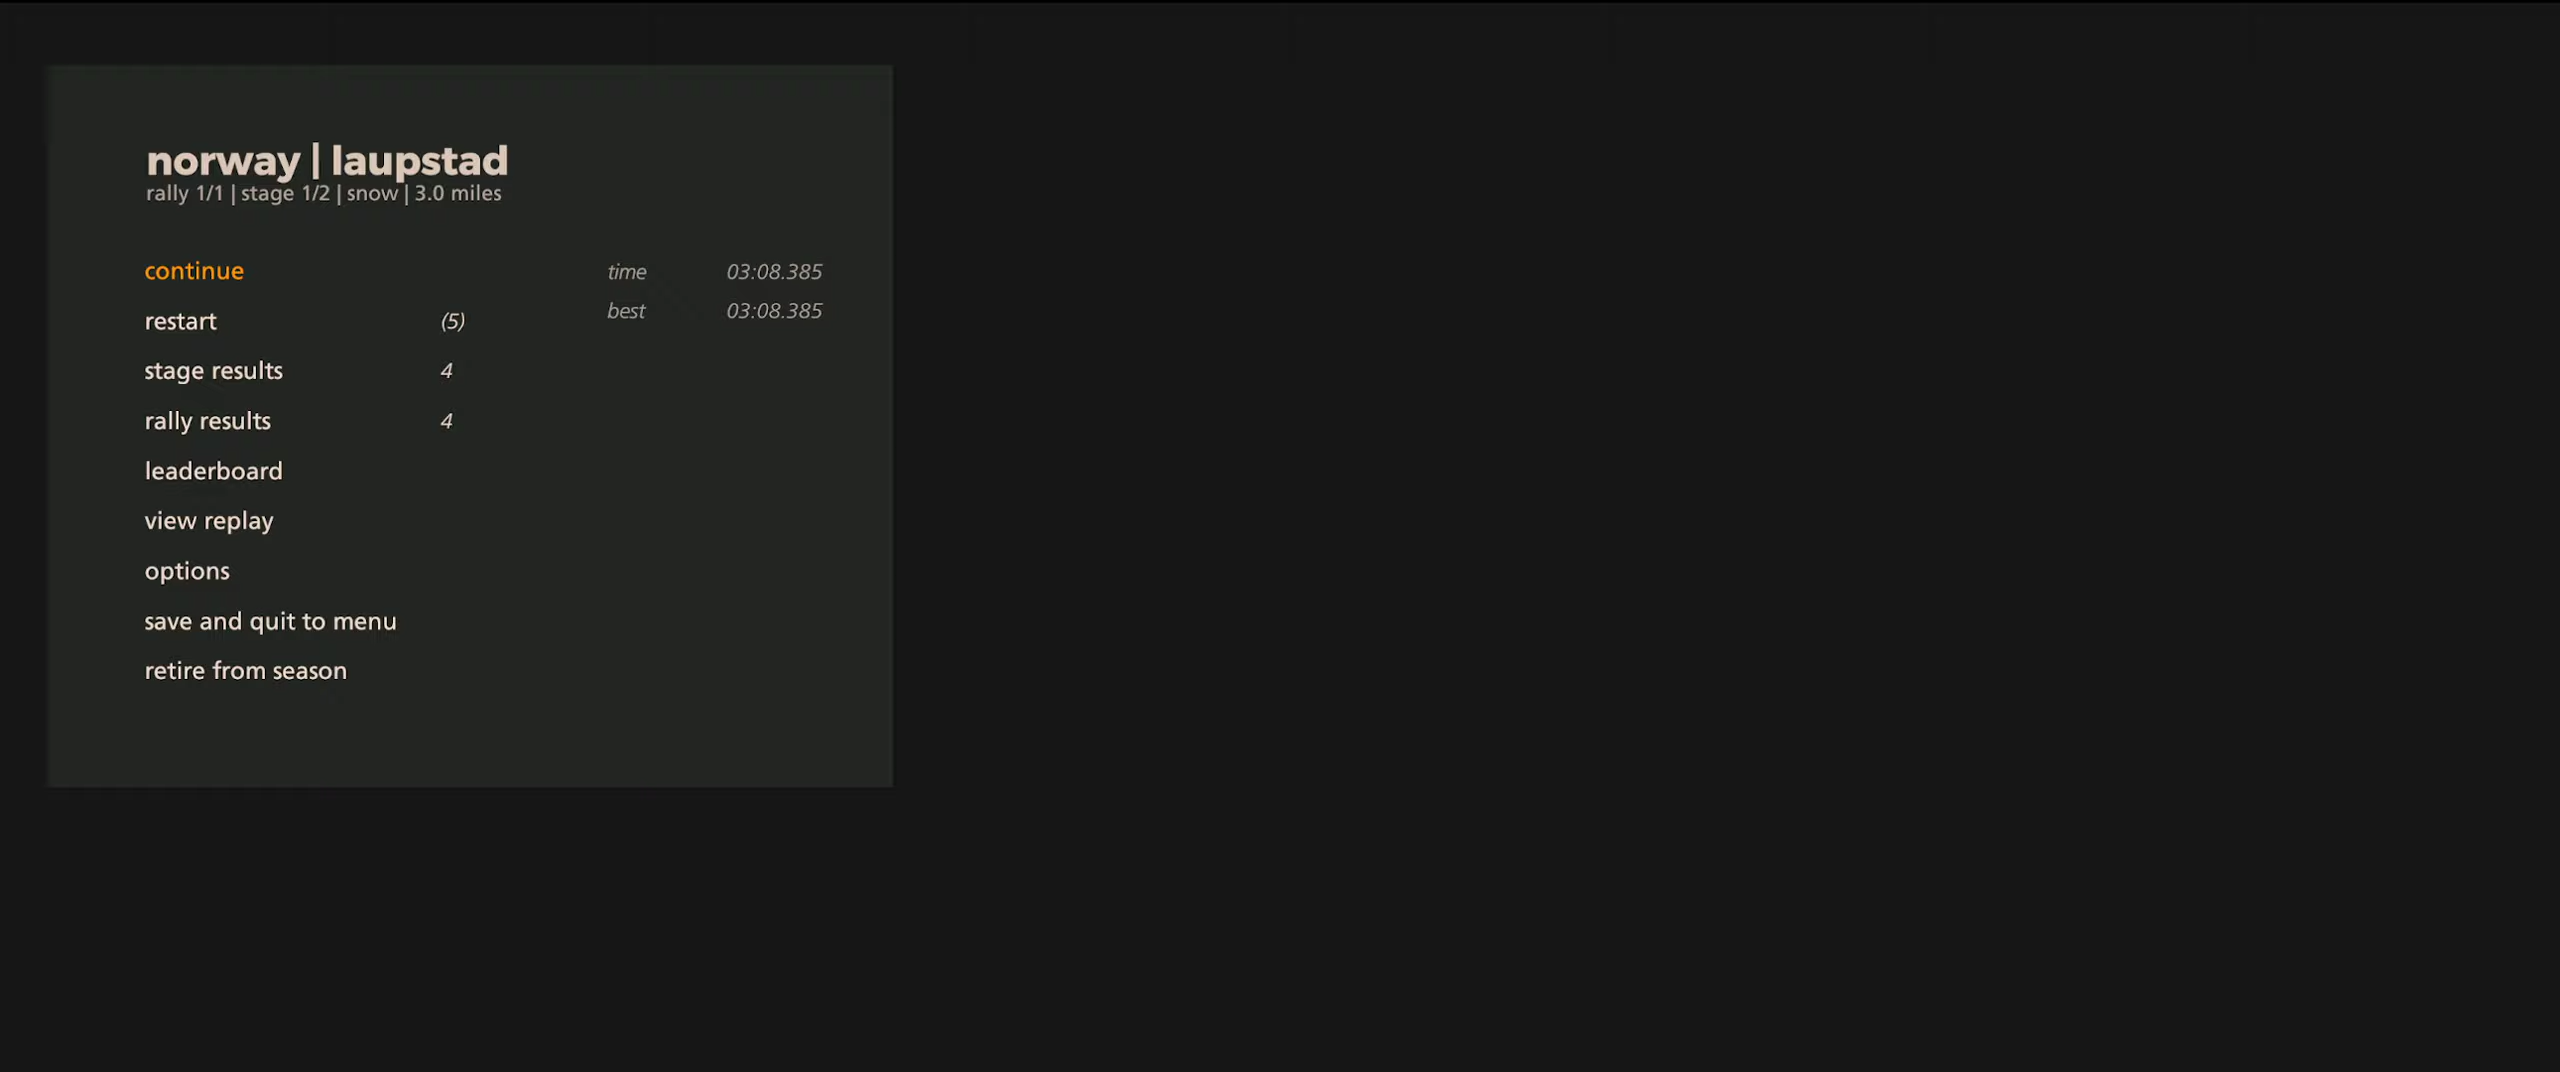 norway | laupstad
rally 1/1 | stage 1/2 | snow | 3.0 miles
continue
time 03:08.385
best 03:08.385
restart (5)
stage results 4
rally results 4
leaderboard
view replay
options
save and quit to menu
retire from season